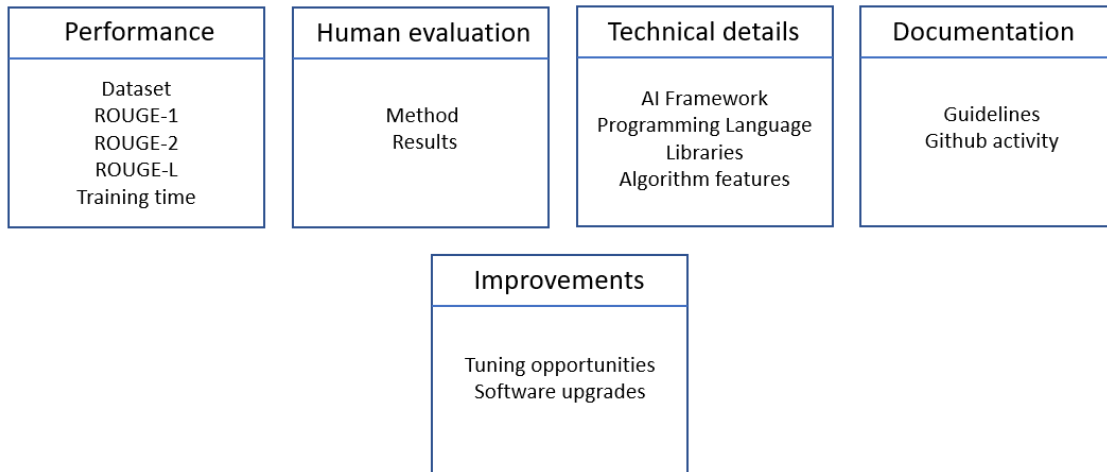 Performance
Dataset
ROUGE-1
ROUGE-2
ROUGE-L
Training time
Human evaluation
Method
Results
Technical details
AI Framework
Programming Language
Libraries
Algorithm features
Documentation
Guidelines
Github activity
Improvements
Tuning opportunities
Software upgrades